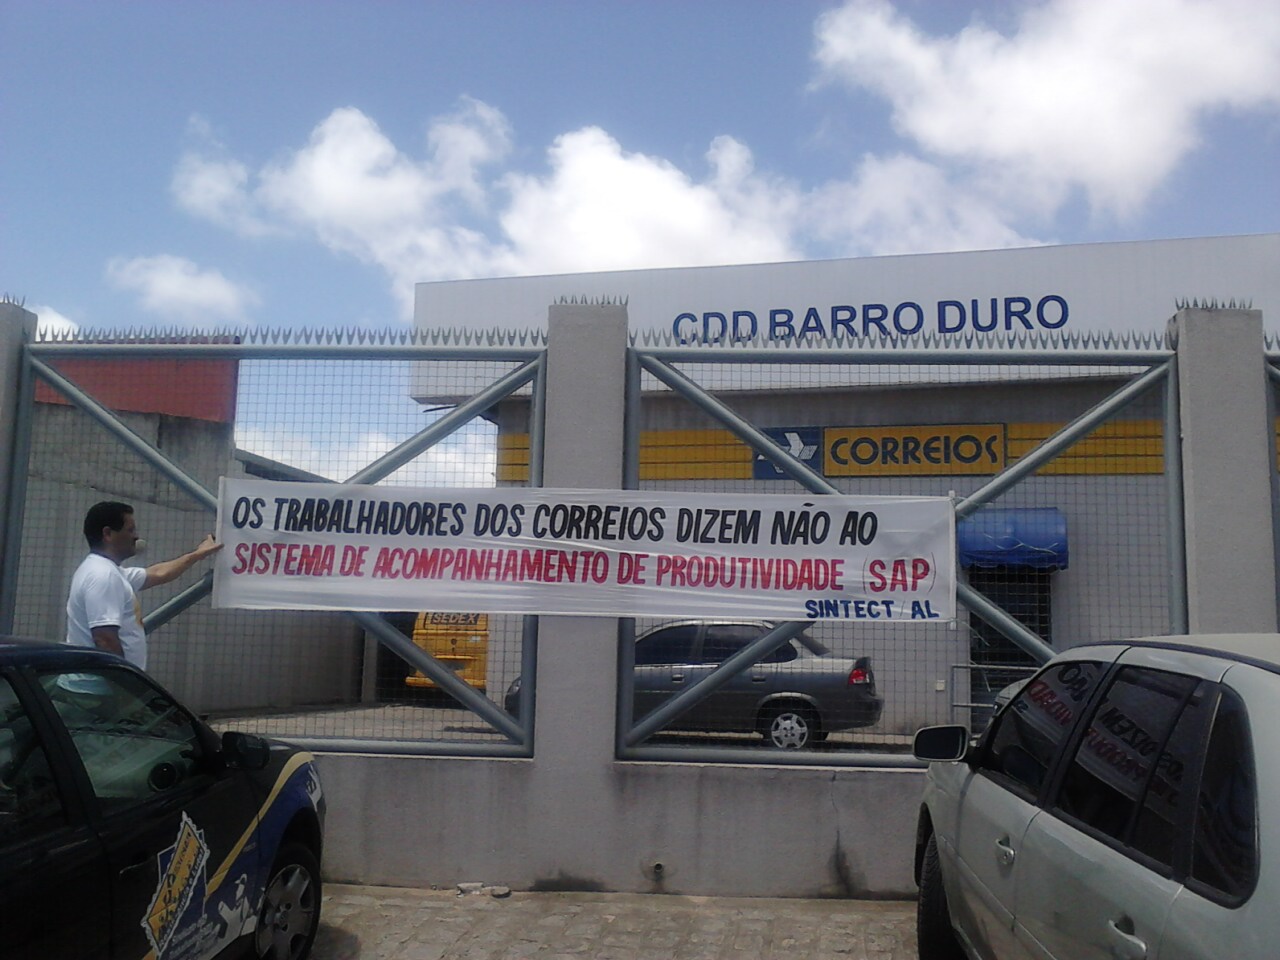 CDD BARRO DURO
CORREIOS
OS TRABALHADORES DOS CORREIOS DIZEM NÃO AO
SISTEMA DE ACOMPANHAMENTO DE PRODUTIVIDADE (SAP)
SINTECT/AL
SEDEX